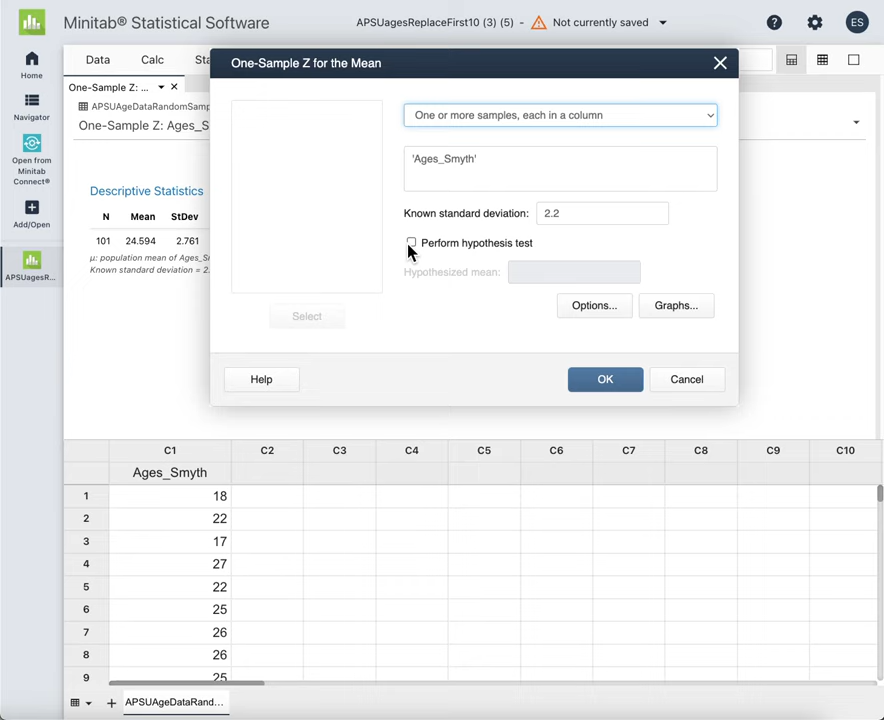 Minitab® Statistical Software
APSUagesReplaceFirst10 (3) (5) - Not currently saved
ES
Home
Navigator
Open from
Minitab
Connect®
Add/Open
APSUagesR...
Data Calc Sta
One-Sample Z: ...
APSUAgeDataRandomSamp
One-Sample Z: Ages_S
Descriptive Statistics
N Mean StDev
101 24.594 2.761
μ: population mean of Ages_Sr
Known standard deviation = 2.
One-Sample Z for the Mean
One or more samples, each in a column
'Ages_Smyth'
Known standard deviation: 2.2
Perform hypothesis test
Hypothesized mean:
Options... Graphs...
Select
Help OK Cancel
C1 C2 C3 C4 C5 C6 C7 C8 C9 C10
Ages_Smyth
1 18
2 22
3 17
4 27
5 22
6 25
7 26
8 26
9 25
APSUAgeDataRand...